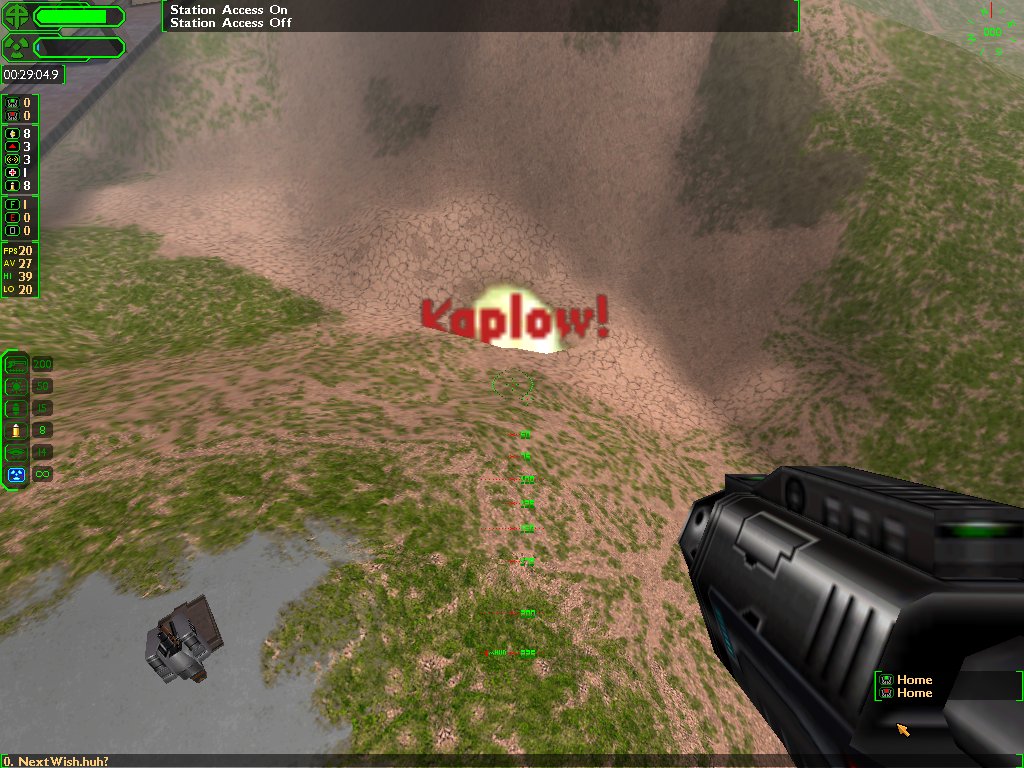 Station Access On
Station Access Off
000
00:29:04.9
0
0
8
3
3
1
8
F 1
E 0
0 0
FPS 20
AV 27
HI 39
LO 20
Kaplow!
200
50
15
8
14
∞
Home
Home
0. NextWish.huh?